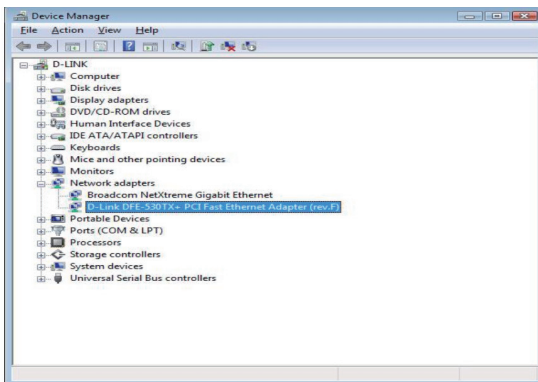 Device Manager
File Action View Help
D-LINK
Computer
Disk drives
Display adapters
DVD/CD-ROM drives
Human Interface Devices
IDE ATA/ATAPI controllers
Keyboards
Mice and other pointing devices
Monitors
Network adapters
Broadcom NetXtreme Gigabit Ethernet
D-Link DFE-530TX+ PCI Fast Ethernet Adapter (rev.F)
Portable Devices
Ports (COM & LPT)
Processors
Storage controllers
System devices
Universal Serial Bus controllers